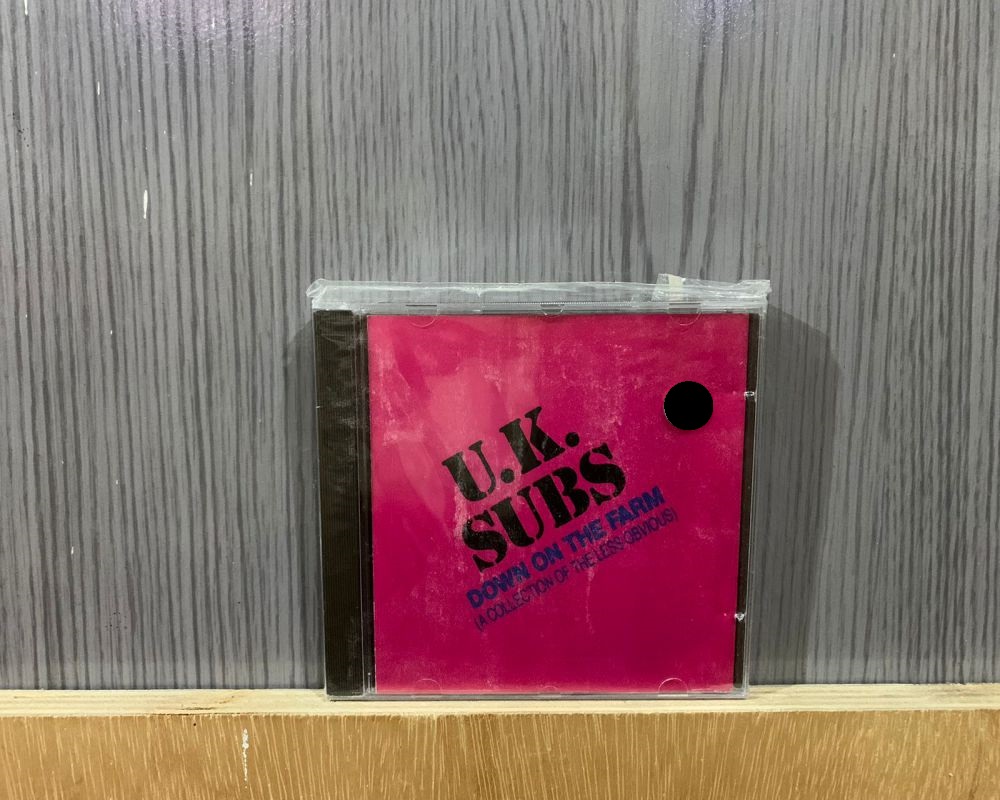 U.K.
SUBS
DOWN ON THE FARM
(A COLLECTION OF THE LESS OBVIOUS)